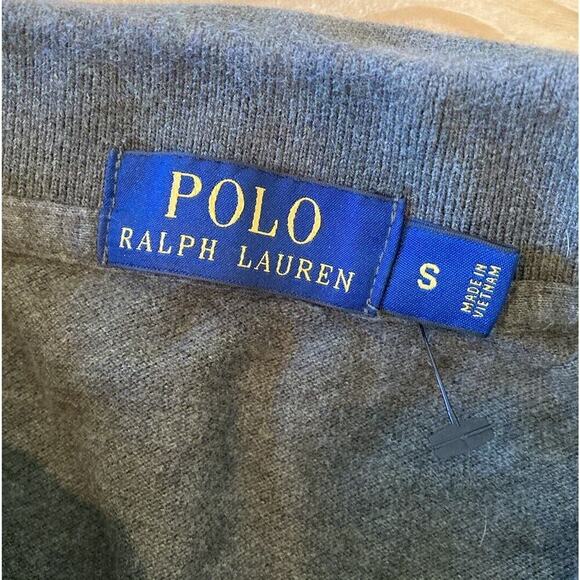 POLO
RALPH LAUREN
S
MADE IN
VIETNAM